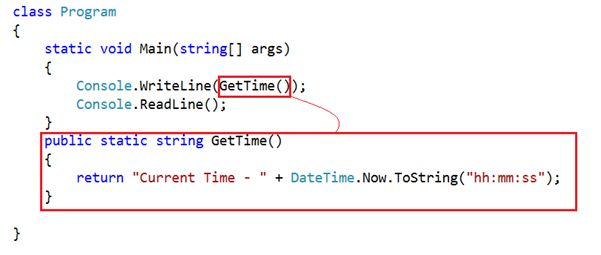 class Program
{
    static void Main(string[] args)
    {
        Console.WriteLine(GetTime());
        Console.ReadLine();
    }
    public static string GetTime()
    {
        return "Current Time - " + DateTime.Now.ToString("hh:mm:ss");
    }
}